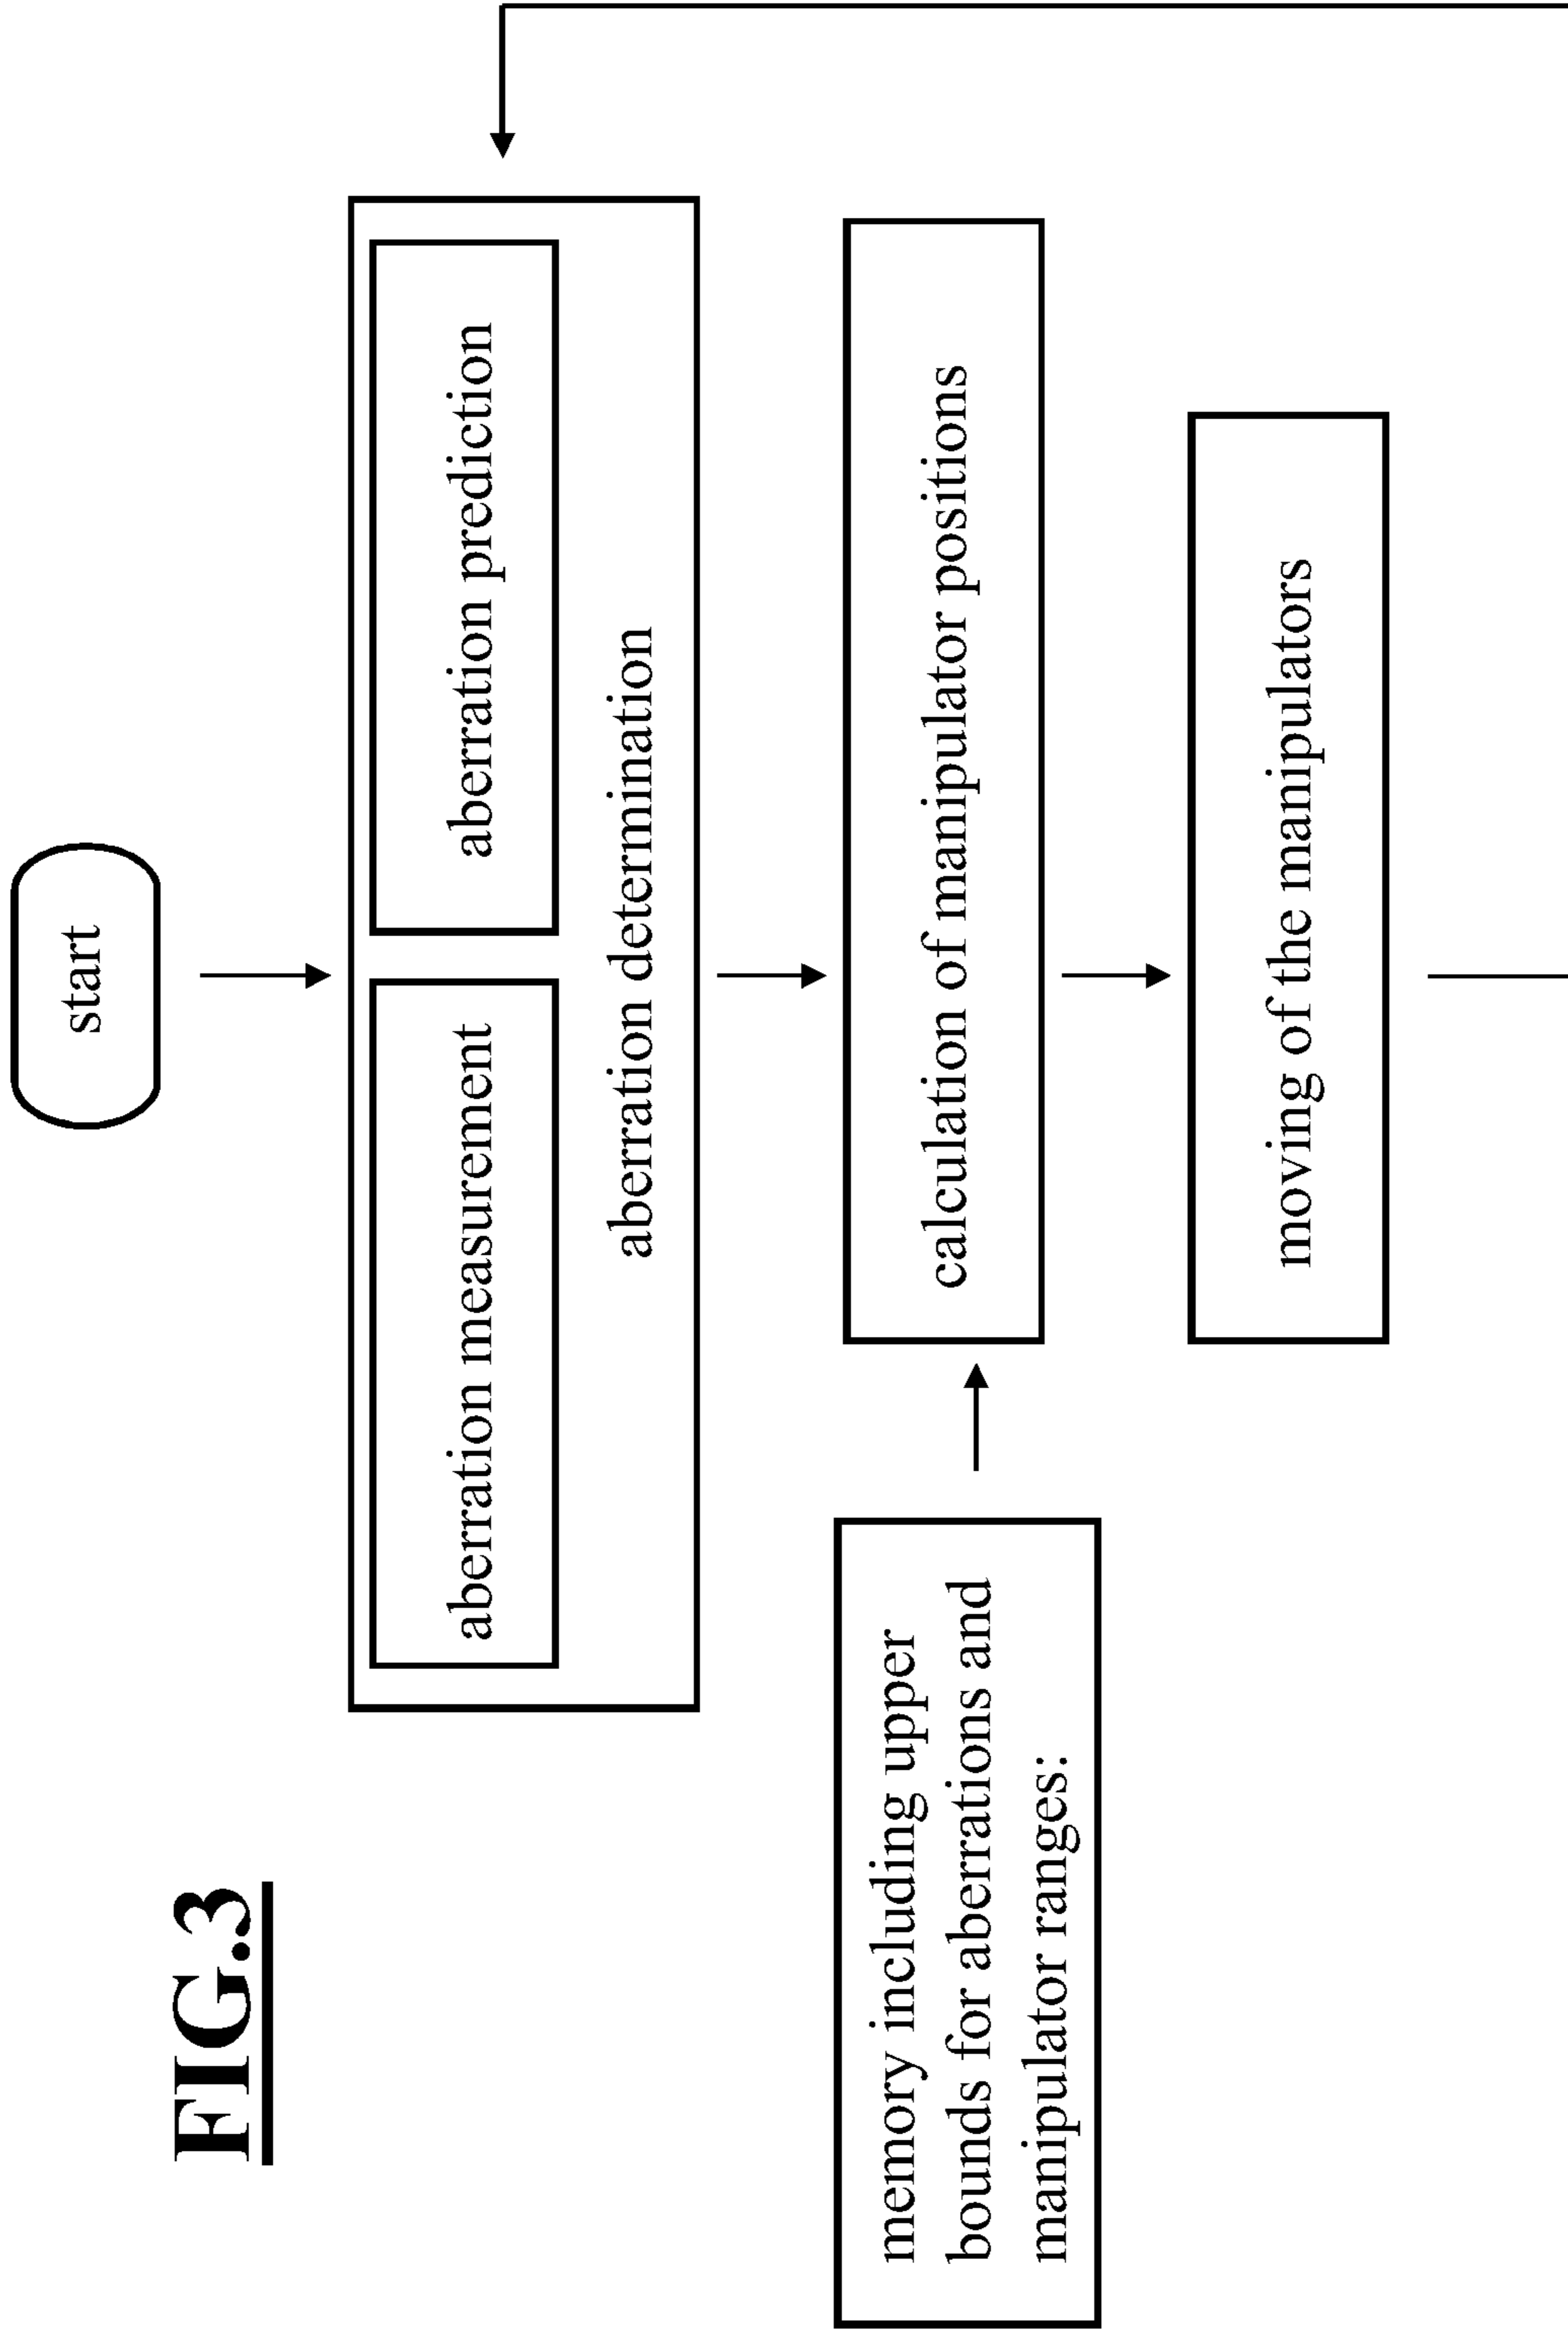 FIG.3
start
aberration measurement
aberration prediction
aberration determination
memory including upper
bounds for aberrations and
manipulator ranges:
calculation of manipulator positions
moving of the manipulators